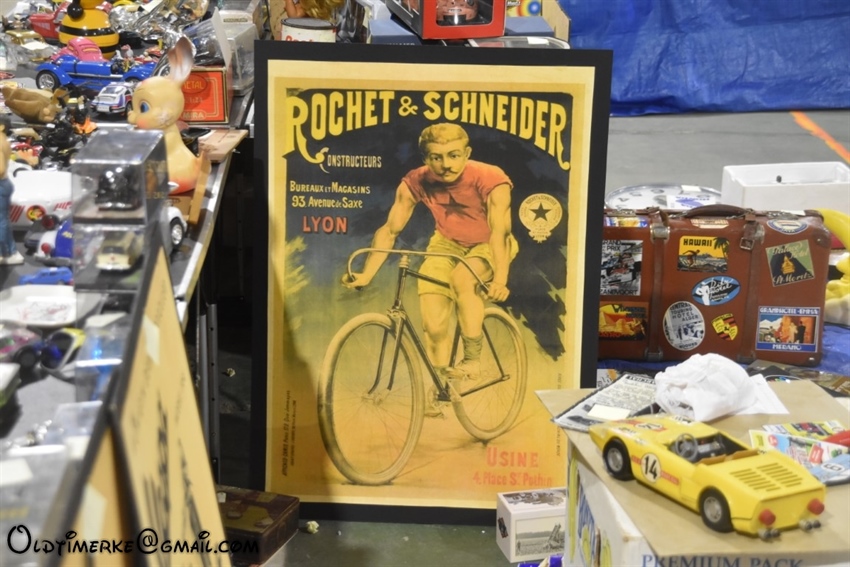 ROCHET & SCHNEIDER
CONSTRUCTEURS
BUREAUX ET MAGASINS
93 Avenue de Saxe
LYON
USINE
4. Place St. Pothin
HAWAII
MERANO
14
PREMIUM PACK
Oldtimerke@gmail.com